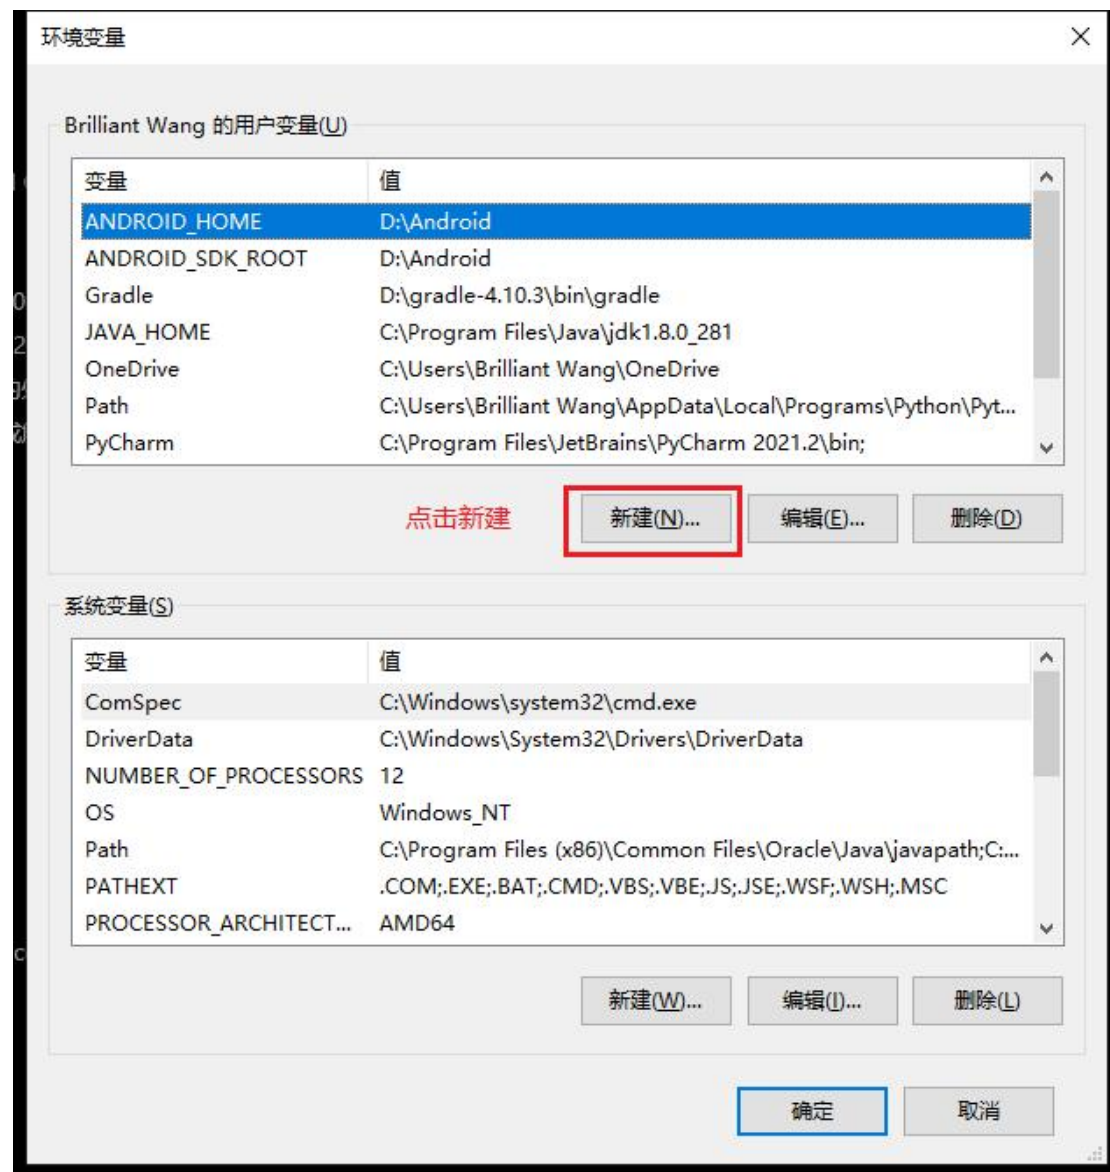 环境变量
Brilliant Wang 的用户变量(U)
变量 值
ANDROID_HOME D:\Android
ANDROID_SDK_ROOT D:\Android
Gradle D:\gradle-4.10.3\bin\gradle
JAVA_HOME C:\Program Files\Java\jdk1.8.0_281
OneDrive C:\Users\Brilliant Wang\OneDrive
Path C:\Users\Brilliant Wang\AppData\Local\Programs\Python\Pyt...
PyCharm C:\Program Files\JetBrains\PyCharm 2021.2\bin;
点击新建 新建(N)... 编辑(E)... 删除(D)
系统变量(S)
变量 值
ComSpec C:\Windows\system32\cmd.exe
DriverData C:\Windows\System32\Drivers\DriverData
NUMBER_OF_PROCESSORS 12
OS Windows_NT
Path C:\Program Files (x86)\Common Files\Oracle\Java\javapath;C:...
PATHEXT .COM;.EXE;.BAT;.CMD;.VBS;.VBE;.JS;.JSE;.WSF;.WSH;.MSC
PROCESSOR_ARCHITECT... AMD64
新建(W)... 编辑(I)... 删除(L)
确定 取消